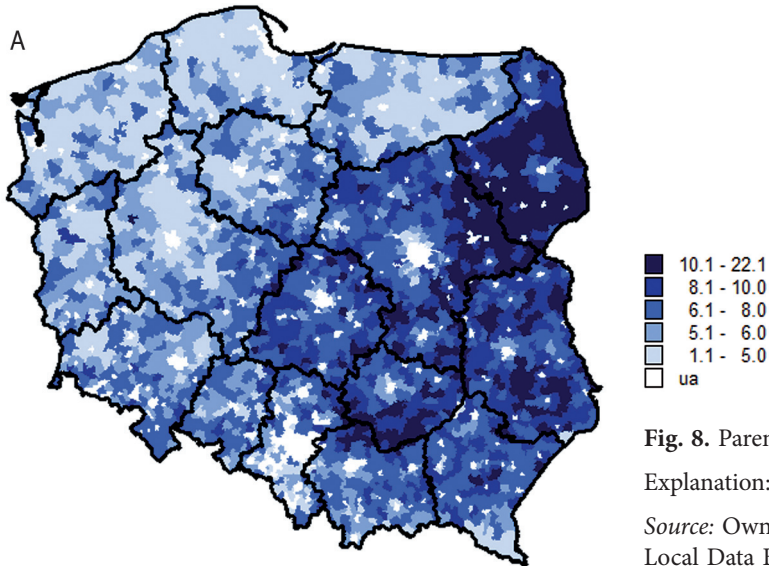 A
10.1 - 22.1
8.1 - 10.0
6.1 - 8.0
5.1 - 6.0
1.1 - 5.0
ua
Fig. 8. Paren
Explanation:
Source: Own
Local Data